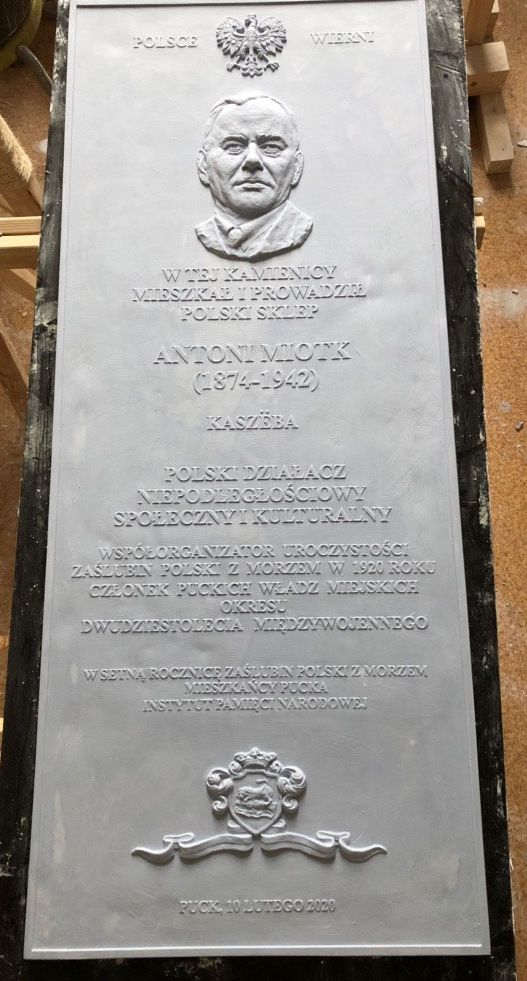 POLSCE WIERNI
W TEJ KAMIENICY
MIESZKAŁ I PROWADZIŁ
POLSKI SKLEP
ANTONI MIOTK
(1874-1942)
KASZËBA
POLSKI DZIAŁACZ
NIEPODLEGŁOŚCIOWY
SPOŁECZNY I KULTURALNY
WSPÓŁORGANIZATOR UROCZYSTOŚCI
ZAŚLUBIN POLSKI Z MORZEM W 1920 ROKU
CZŁONEK PUCKICH WŁADZ MIEJSKICH
OKRESU
DWUDZIESTOLECIA MIĘDZYWOJENNEGO
W SETNĄ ROCZNICĘ ZAŚLUBIN POLSKI Z MORZEM
MIESZKAŃCY PUCKA
INSTYTUT PAMIĘCI NARODOWEJ
PUCK, 10 LUTEGO 2020